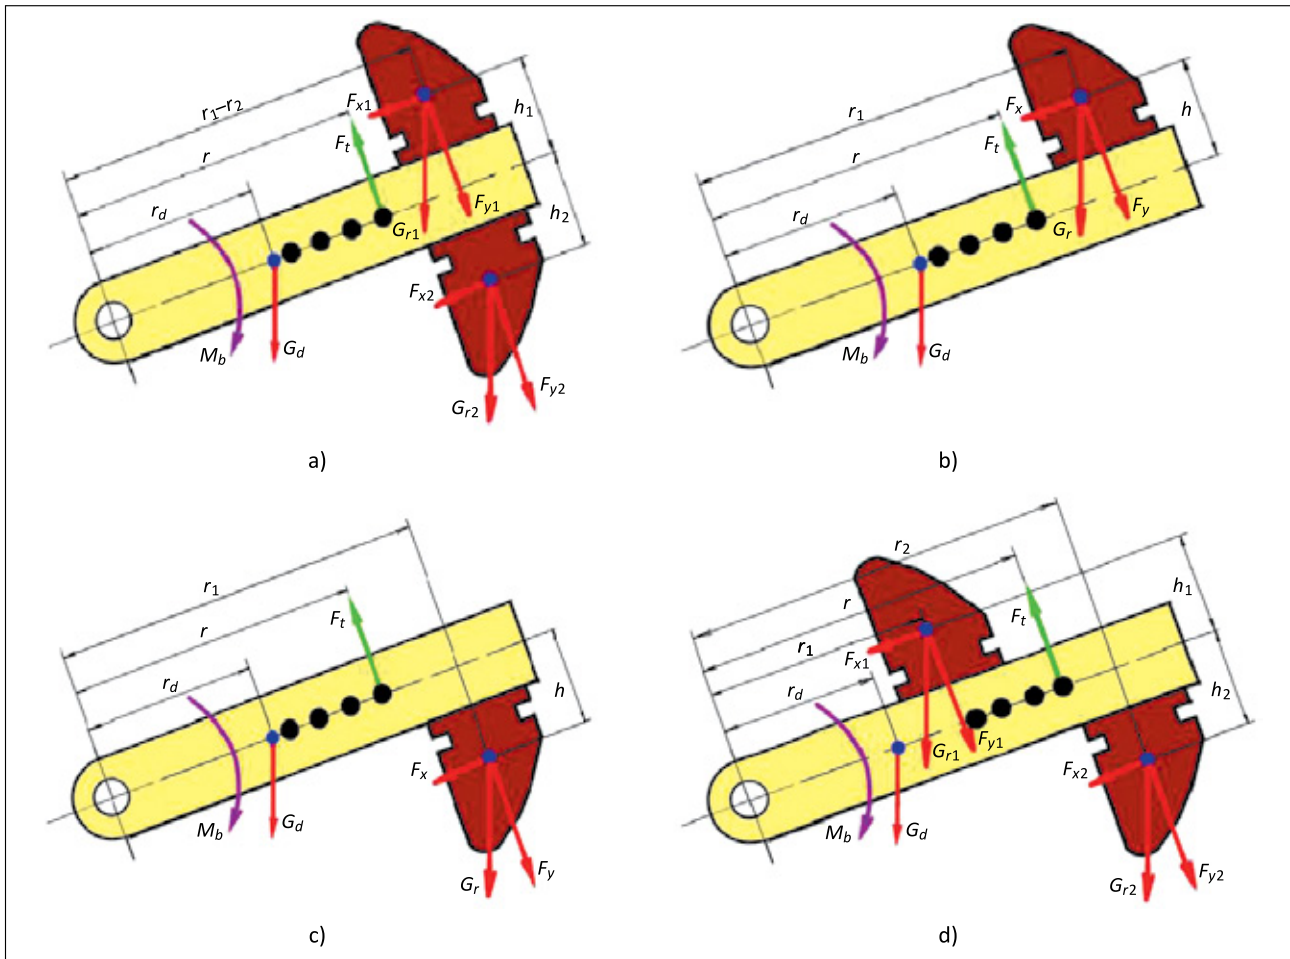 r1–r2
Fx1
h1
r
Ft
rd
Fy1
Gr1
h2
Fx2
Mb
Gd
Fy2
Gr2
a)
r1
Fx
h
r
Ft
rd
Fy
Gr
Mb
Gd
b)
r1
r
Ft
rd
h
Fx
Mb
Gd
Fy
Gr
c)
r2
h1
r
Ft
r1
Fx1
rd
h2
Fy1
Gr1
Fx2
Mb
Gd
Fy2
Gr2
d)